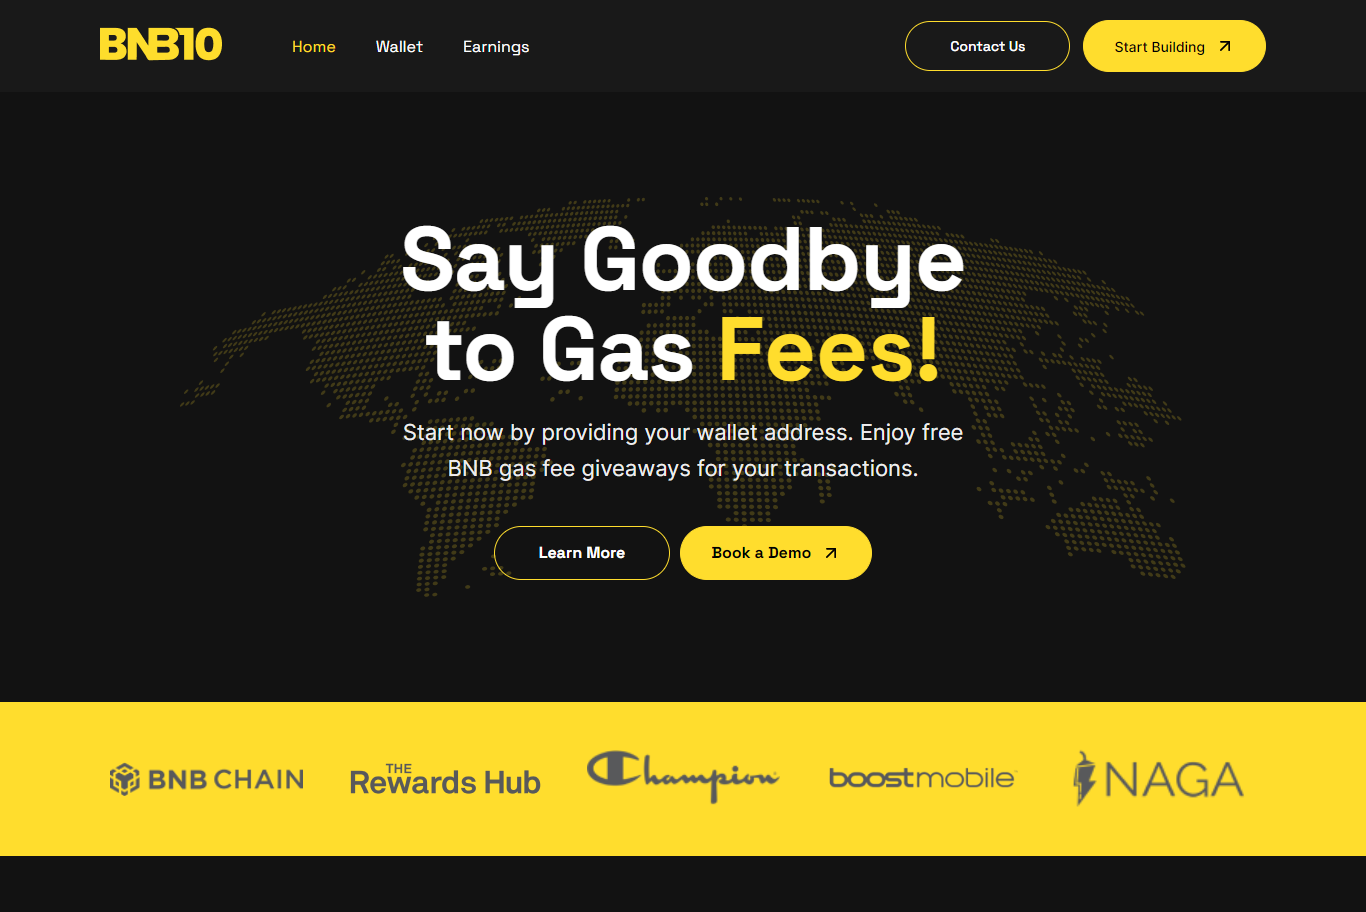 BNB10
Home
Wallet
Earnings
Contact Us
Start Building
Say Goodbye
to Gas Fees!
Start now by providing your wallet address. Enjoy free
BNB gas fee giveaways for your transactions.
Learn More
Book a Demo
BNB CHAIN
THE
Rewards Hub
Champion
boostmobile
NAGA